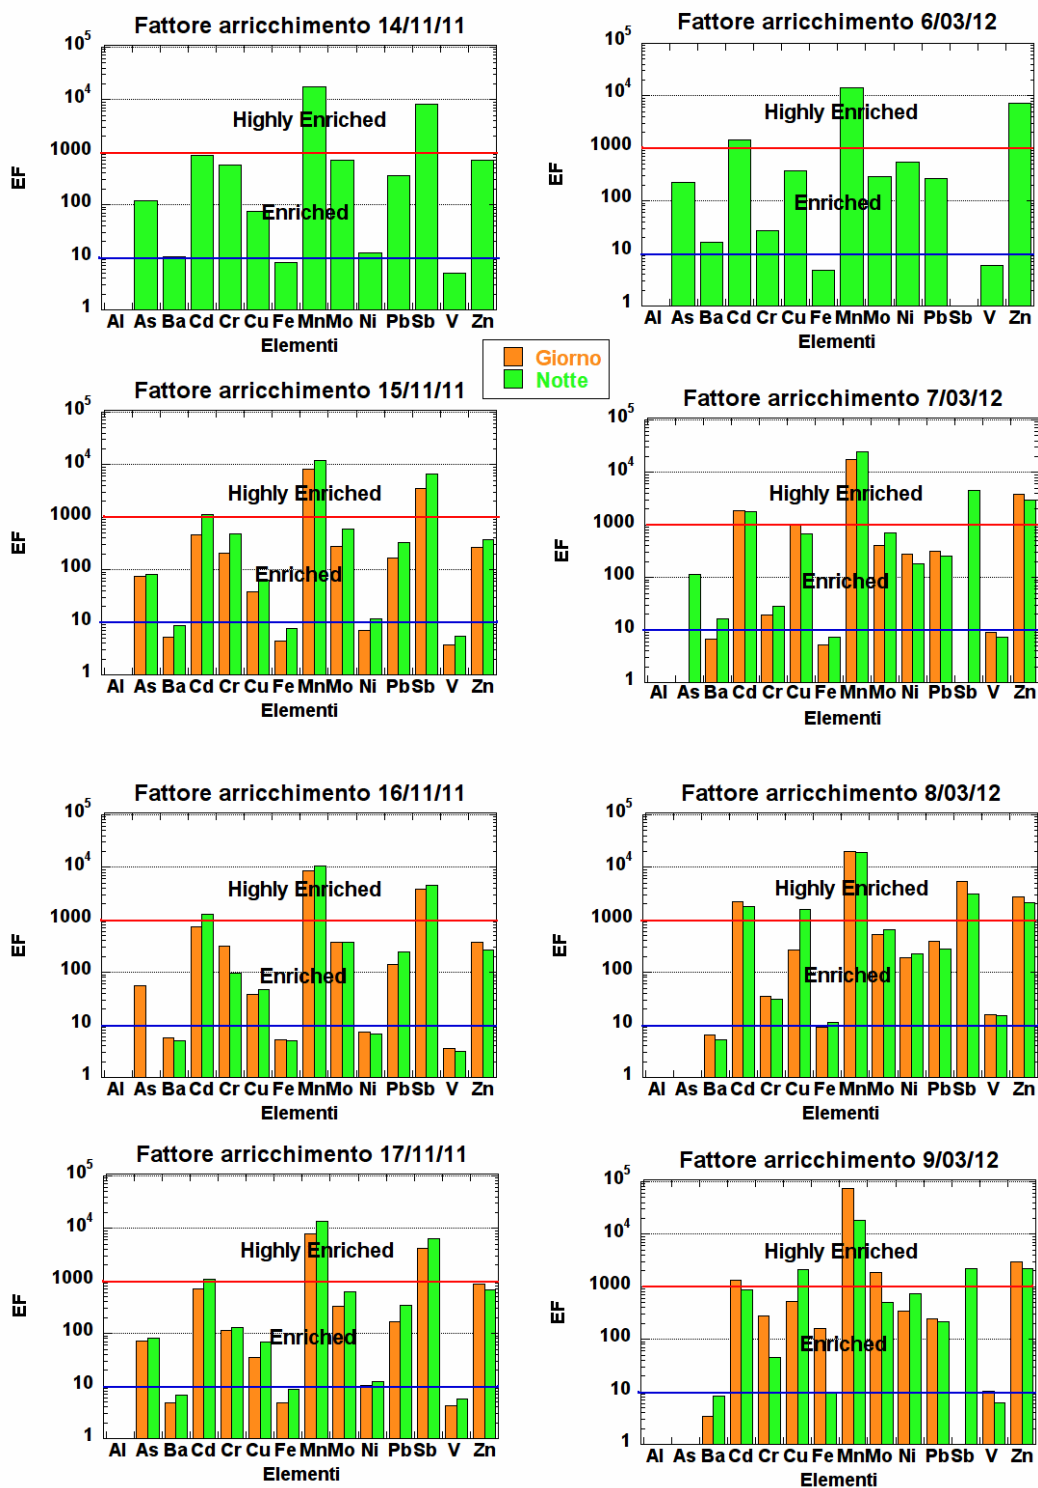 Fattore arricchimento 14/11/11
10^5
10^4
1000
100
10
1
EF
Highly Enriched
Enriched
Al As Ba Cd Cr Cu Fe Mn Mo Ni Pb Sb V Zn
Elementi
Fattore arricchimento 6/03/12
10^5
10^4
1000
100
10
1
EF
Highly Enriched
Enriched
Al As Ba Cd Cr Cu Fe Mn Mo Ni Pb Sb V Zn
Elementi
Giorno
Notte
Fattore arricchimento 15/11/11
10^5
10^4
1000
100
10
1
EF
Highly Enriched
Enriched
Al As Ba Cd Cr Cu Fe Mn Mo Ni Pb Sb V Zn
Elementi
Fattore arricchimento 7/03/12
10^5
10^4
1000
100
10
1
EF
Highly Enriched
Enriched
Al As Ba Cd Cr Cu Fe Mn Mo Ni Pb Sb V Zn
Elementi
Fattore arricchimento 16/11/11
10^5
10^4
1000
100
10
1
EF
Highly Enriched
Enriched
Al As Ba Cd Cr Cu Fe Mn Mo Ni Pb Sb V Zn
Elementi
Fattore arricchimento 8/03/12
10^5
10^4
1000
100
10
1
EF
Highly Enriched
Enriched
Al As Ba Cd Cr Cu Fe Mn Mo Ni Pb Sb V Zn
Elementi
Fattore arricchimento 17/11/11
10^5
10^4
1000
100
10
1
EF
Highly Enriched
Enriched
Al As Ba Cd Cr Cu Fe Mn Mo Ni Pb Sb V Zn
Elementi
Fattore arricchimento 9/03/12
10^5
10^4
1000
100
10
1
EF
Highly Enriched
Enriched
Al As Ba Cd Cr Cu Fe Mn Mo Ni Pb Sb V Zn
Elementi